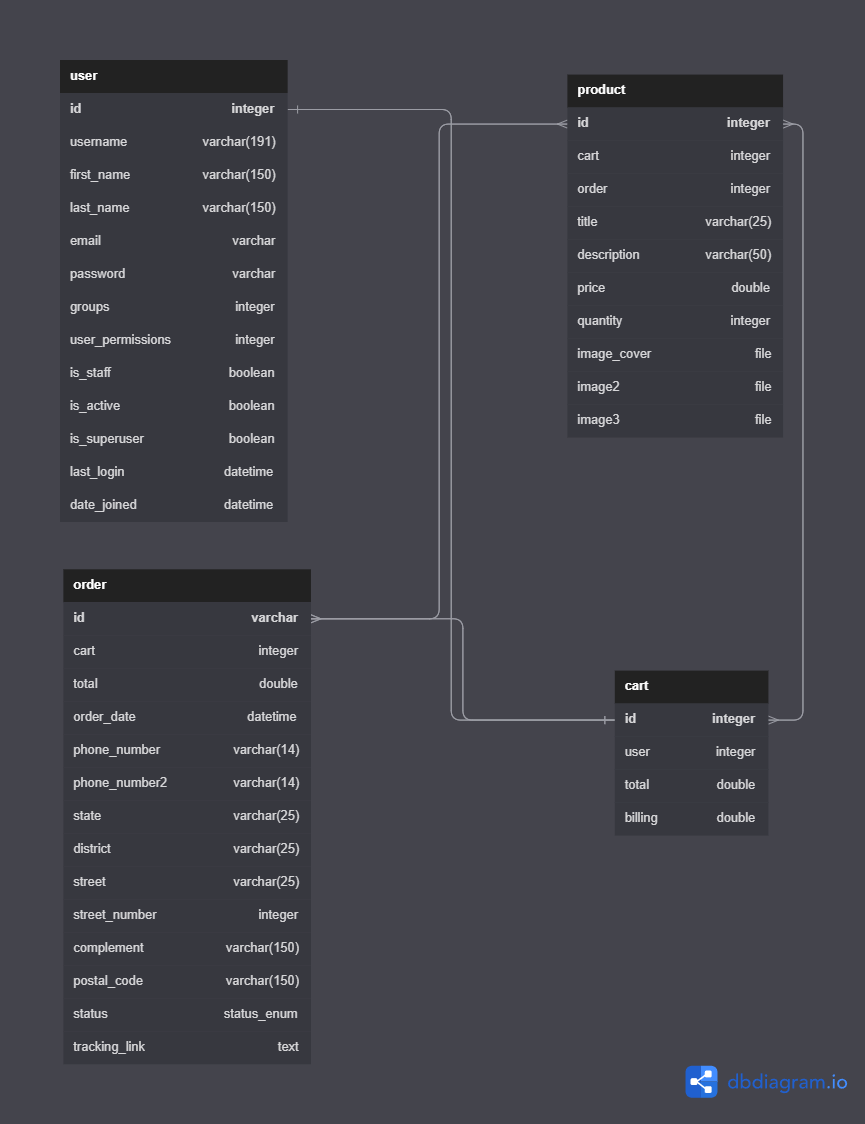 user
id integer
username varchar(191)
first_name varchar(150)
last_name varchar(150)
email varchar
password varchar
groups integer
user_permissions integer
is_staff boolean
is_active boolean
is_superuser boolean
last_login datetime
date_joined datetime
product
id integer
cart integer
order integer
title varchar(25)
description varchar(50)
price double
quantity integer
image_cover file
image2 file
image3 file
order
id varchar
cart integer
total double
order_date datetime
phone_number varchar(14)
phone_number2 varchar(14)
state varchar(25)
district varchar(25)
street varchar(25)
street_number integer
complement varchar(150)
postal_code varchar(150)
status status_enum
tracking_link text
cart
id integer
user integer
total double
billing double
dbdiagram.io